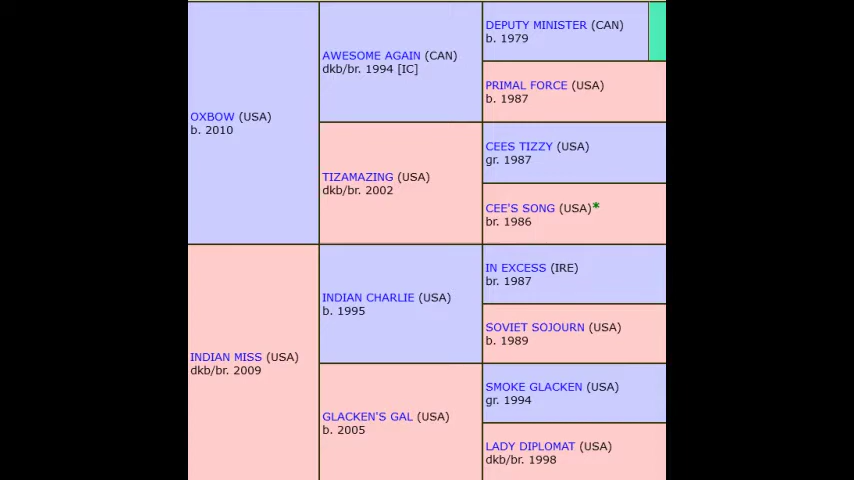 OXBOW (USA)
b. 2010
AWESOME AGAIN (CAN)
dkb/br. 1994 [IC]
DEPUTY MINISTER (CAN)
b. 1979
PRIMAL FORCE (USA)
b. 1987
TIZAMAZING (USA)
dkb/br. 2002
CEES TIZZY (USA)
gr. 1987
CEE'S SONG (USA)*
br. 1986
INDIAN MISS (USA)
dkb/br. 2009
INDIAN CHARLIE (USA)
b. 1995
IN EXCESS (IRE)
br. 1987
SOVIET SOJOURN (USA)
b. 1989
GLACKEN'S GAL (USA)
b. 2005
SMOKE GLACKEN (USA)
gr. 1994
LADY DIPLOMAT (USA)
dkb/br. 1998